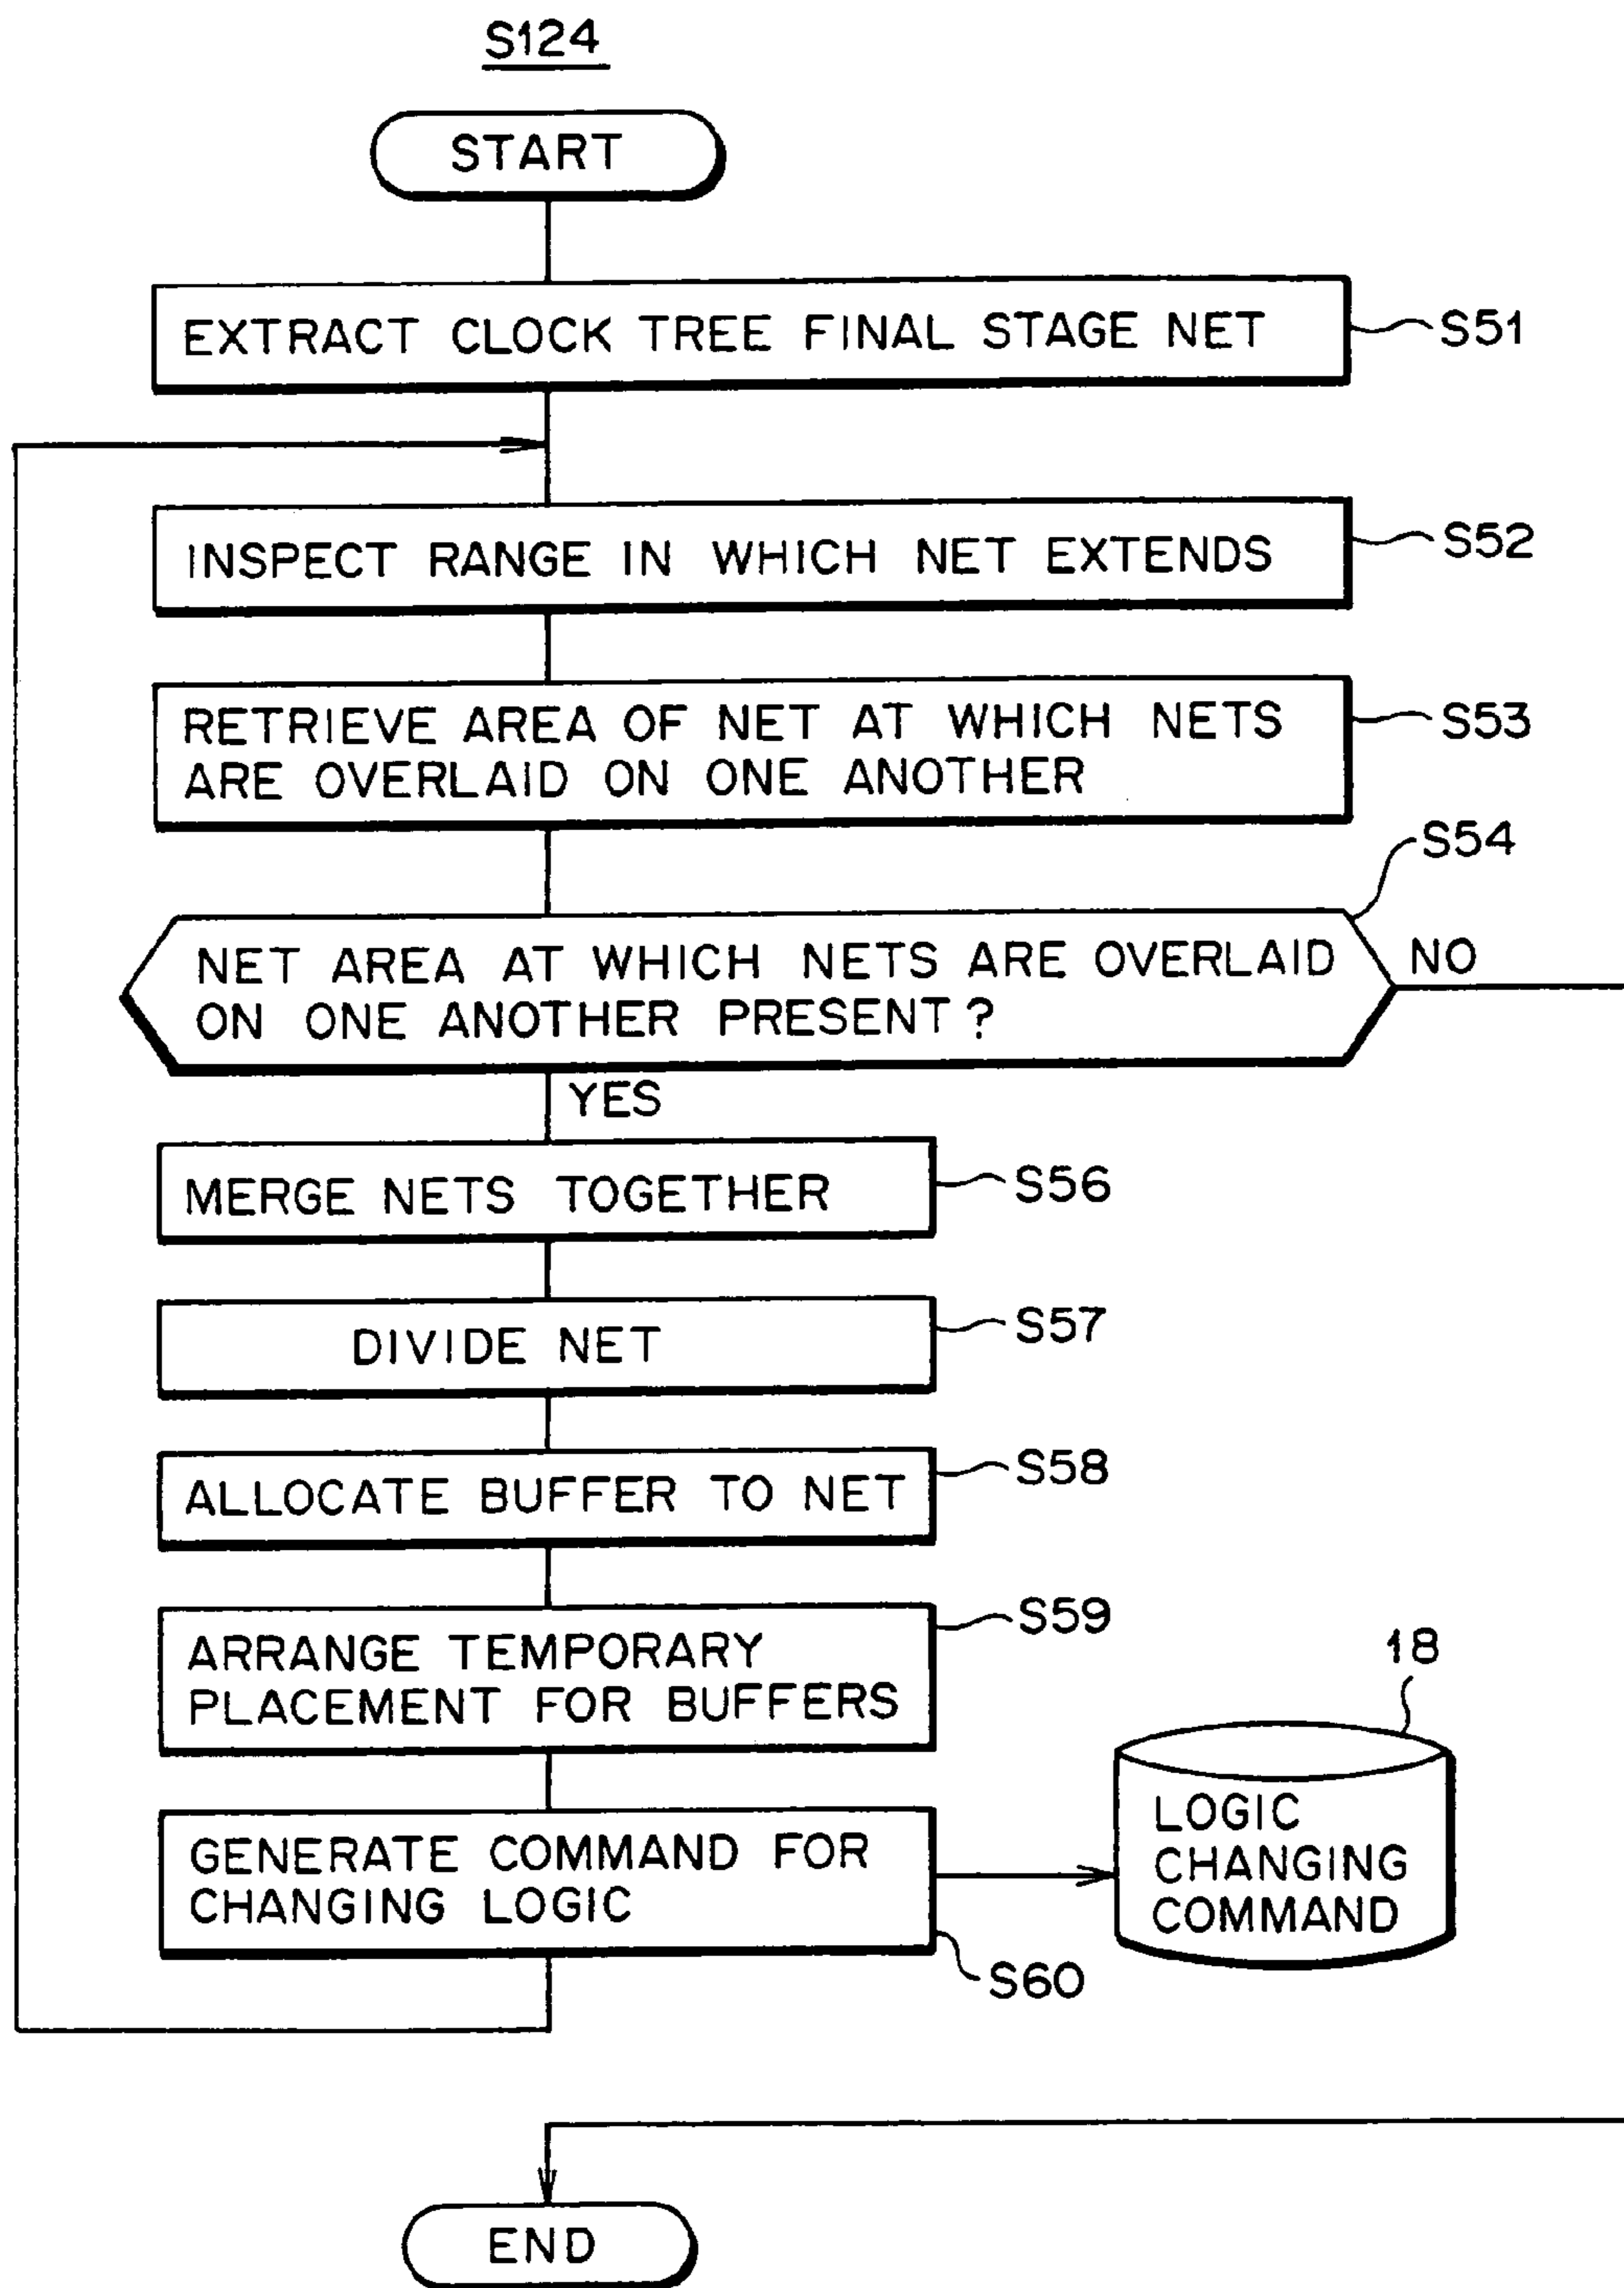 S124
START
EXTRACT CLOCK TREE FINAL STAGE NET
S51
INSPECT RANGE IN WHICH NET EXTENDS
S52
RETRIEVE AREA OF NET AT WHICH NETS
ARE OVERLAID ON ONE ANOTHER
S53
S54
NET AREA AT WHICH NETS ARE OVERLAID
ON ONE ANOTHER PRESENT?
NO
YES
MERGE NETS TOGETHER
S56
DIVIDE NET
S57
ALLOCATE BUFFER TO NET
S58
ARRANGE TEMPORARY
PLACEMENT FOR BUFFERS
S59
GENERATE COMMAND FOR
CHANGING LOGIC
S60
18
LOGIC
CHANGING
COMMAND
END